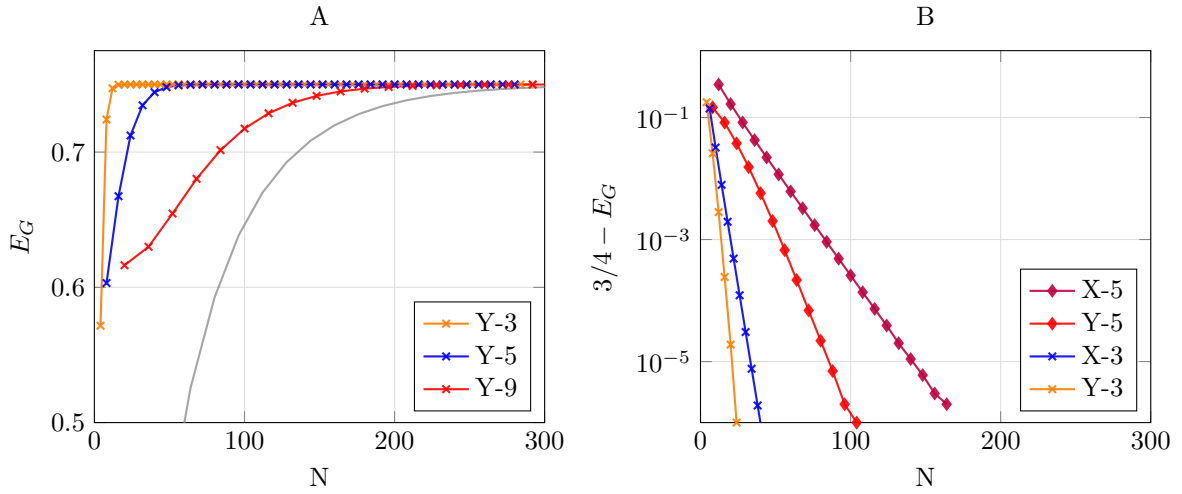 A
E_G
0.7
0.6
0.5
0
100
200
300
N
Y-3
Y-5
Y-9
B
3/4 − E_G
10^{−1}
10^{−3}
10^{−5}
0
100
200
300
N
X-5
Y-5
X-3
Y-3